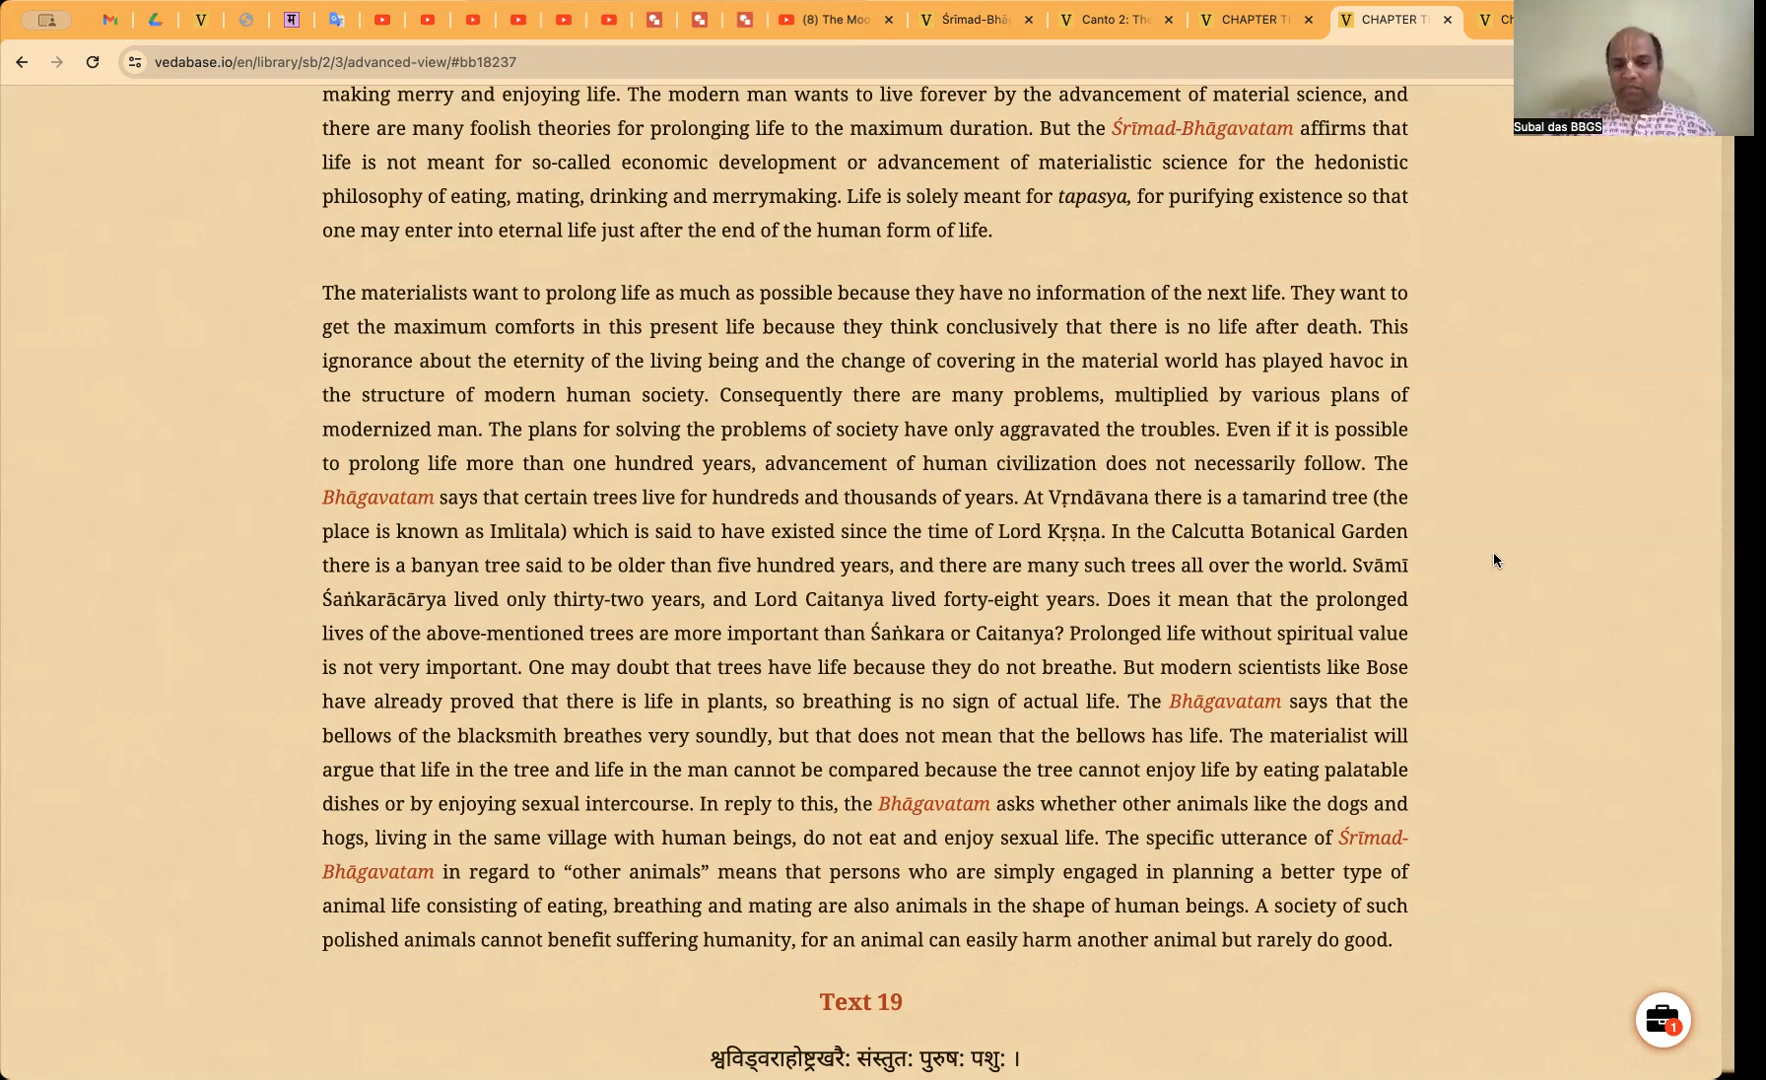 (8) The Moo
Śrīmad-Bhāg
Canto 2: The
CHAPTER T
CHAPTER T
Ch
vedabase.io/en/library/sb/2/3/advanced-view/#bb18237
Subal das BBGS
making merry and enjoying life. The modern man wants to live forever by the advancement of material science, and
there are many foolish theories for prolonging life to the maximum duration. But the Śrīmad-Bhāgavatam affirms that
life is not meant for so-called economic development or advancement of materialistic science for the hedonistic
philosophy of eating, mating, drinking and merrymaking. Life is solely meant for tapasya, for purifying existence so that
one may enter into eternal life just after the end of the human form of life.
The materialists want to prolong life as much as possible because they have no information of the next life. They want to
get the maximum comforts in this present life because they think conclusively that there is no life after death. This
ignorance about the eternity of the living being and the change of covering in the material world has played havoc in
the structure of modern human society. Consequently there are many problems, multiplied by various plans of
modernized man. The plans for solving the problems of society have only aggravated the troubles. Even if it is possible
to prolong life more than one hundred years, advancement of human civilization does not necessarily follow. The
Bhāgavatam says that certain trees live for hundreds and thousands of years. At Vṛndāvana there is a tamarind tree (the
place is known as Imlitala) which is said to have existed since the time of Lord Kṛṣṇa. In the Calcutta Botanical Garden
there is a banyan tree said to be older than five hundred years, and there are many such trees all over the world. Svāmī
Śaṅkarācārya lived only thirty-two years, and Lord Caitanya lived forty-eight years. Does it mean that the prolonged
lives of the above-mentioned trees are more important than Śaṅkara or Caitanya? Prolonged life without spiritual value
is not very important. One may doubt that trees have life because they do not breathe. But modern scientists like Bose
have already proved that there is life in plants, so breathing is no sign of actual life. The Bhāgavatam says that the
bellows of the blacksmith breathes very soundly, but that does not mean that the bellows has life. The materialist will
argue that life in the tree and life in the man cannot be compared because the tree cannot enjoy life by eating palatable
dishes or by enjoying sexual intercourse. In reply to this, the Bhāgavatam asks whether other animals like the dogs and
hogs, living in the same village with human beings, do not eat and enjoy sexual life. The specific utterance of Śrīmad-
Bhāgavatam in regard to “other animals” means that persons who are simply engaged in planning a better type of
animal life consisting of eating, breathing and mating are also animals in the shape of human beings. A society of such
polished animals cannot benefit suffering humanity, for an animal can easily harm another animal but rarely do good.
Text 19
श्वविड्‍वराहोष्ट्रखरै: संस्तुत: पुरुष: पशु: ।
1